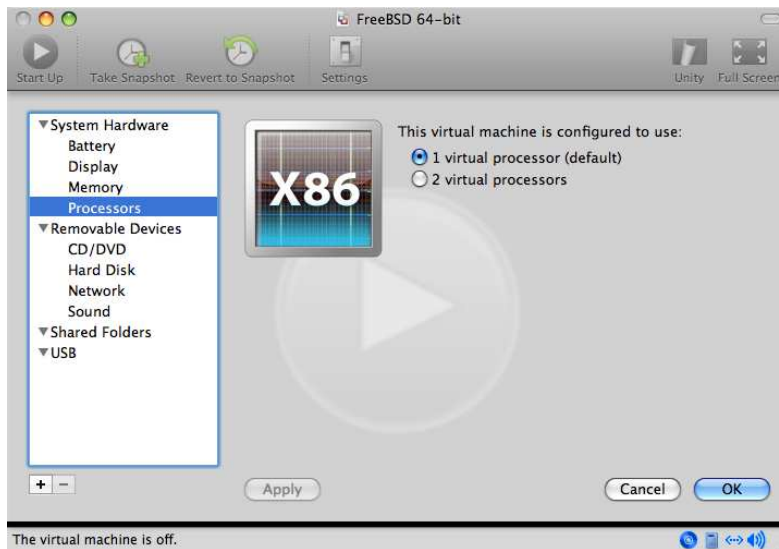 FreeBSD 64-bit
Start Up Take Snapshot Revert to Snapshot Settings Unity Full Screen
System Hardware
Battery
Display
Memory
Processors
Removable Devices
CD/DVD
Hard Disk
Network
Sound
Shared Folders
USB
X86
This virtual machine is configured to use:
1 virtual processor (default)
2 virtual processors
Apply Cancel OK
The virtual machine is off.